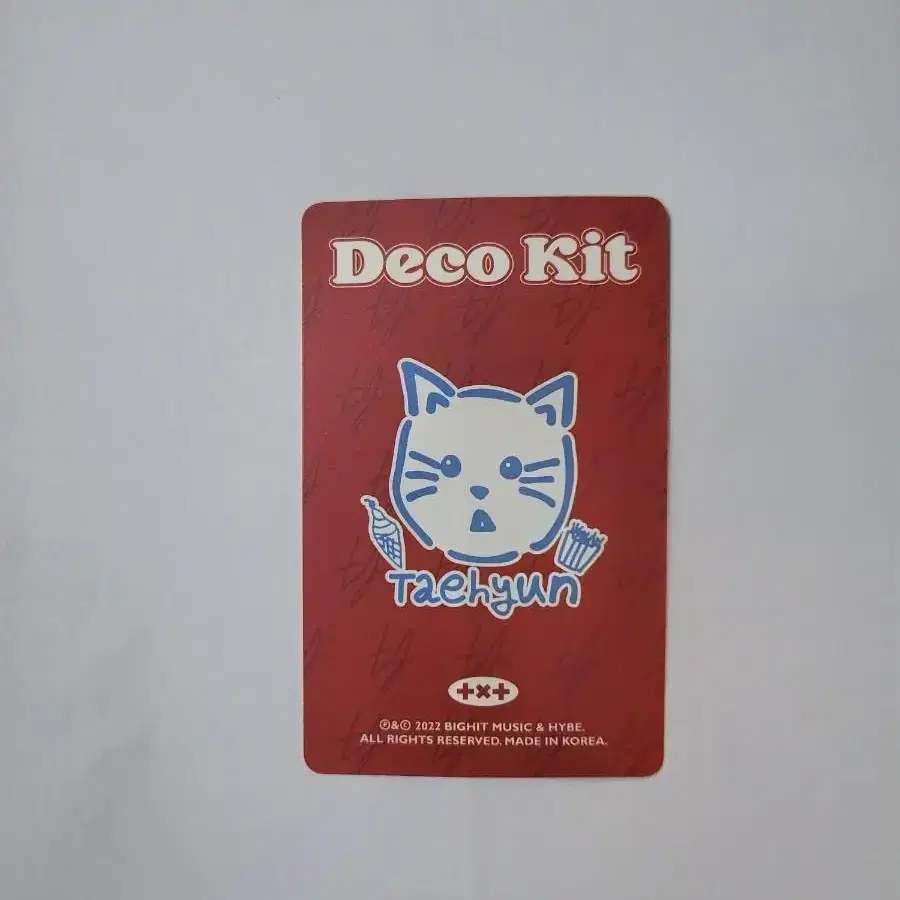 Deco Kit
Taehyun
+×+
℗&© 2022 BIGHIT MUSIC & HYBE.
ALL RIGHTS RESERVED. MADE IN KOREA.